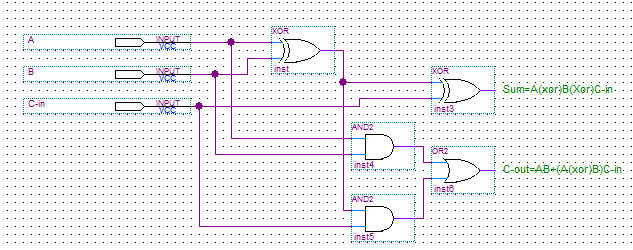 XOR
A
INPUT
VCC
inst
B
INPUT
VCC
XOR
Sum=A(xor)B(Xor)C-in
C-in
INPUT
VCC
inst3
AND2
OR2
inst4
C-out=AB+(A(xor)B)C-in
inst6
AND2
inst5